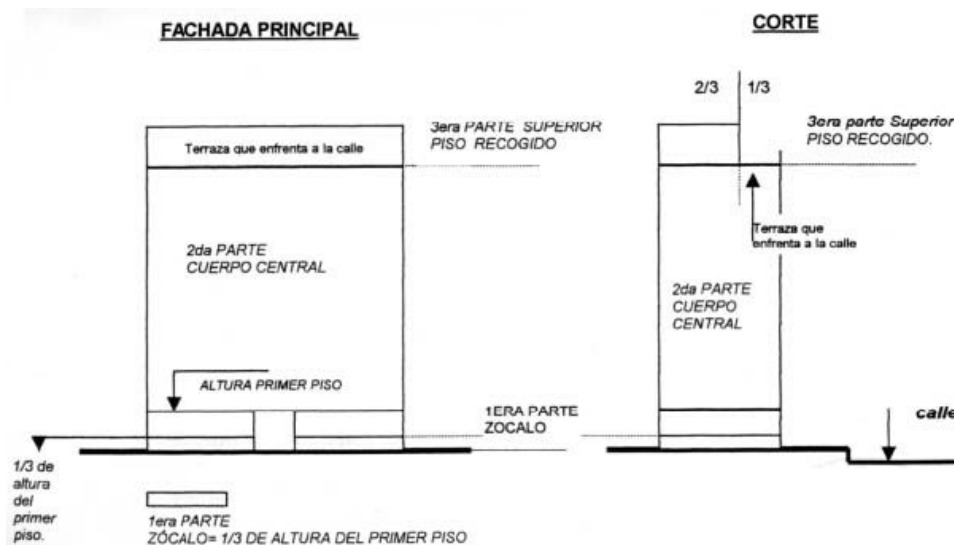 FACHADA PRINCIPAL
3era PARTE SUPERIOR
PISO RECOGIDO
Terraza que enfrenta a la calle
2da PARTE
CUERPO CENTRAL
ALTURA PRIMER PISO
1ERA PARTE
ZOCALO
1/3 de
altura
del
primer
piso.
1era PARTE
ZÓCALO= 1/3 DE ALTURA DEL PRIMER PISO
CORTE
2/3 1/3
3era parte Superior
PISO RECOGIDO.
Terraza que
enfrenta a la calle
2da PARTE
CUERPO
CENTRAL
calle